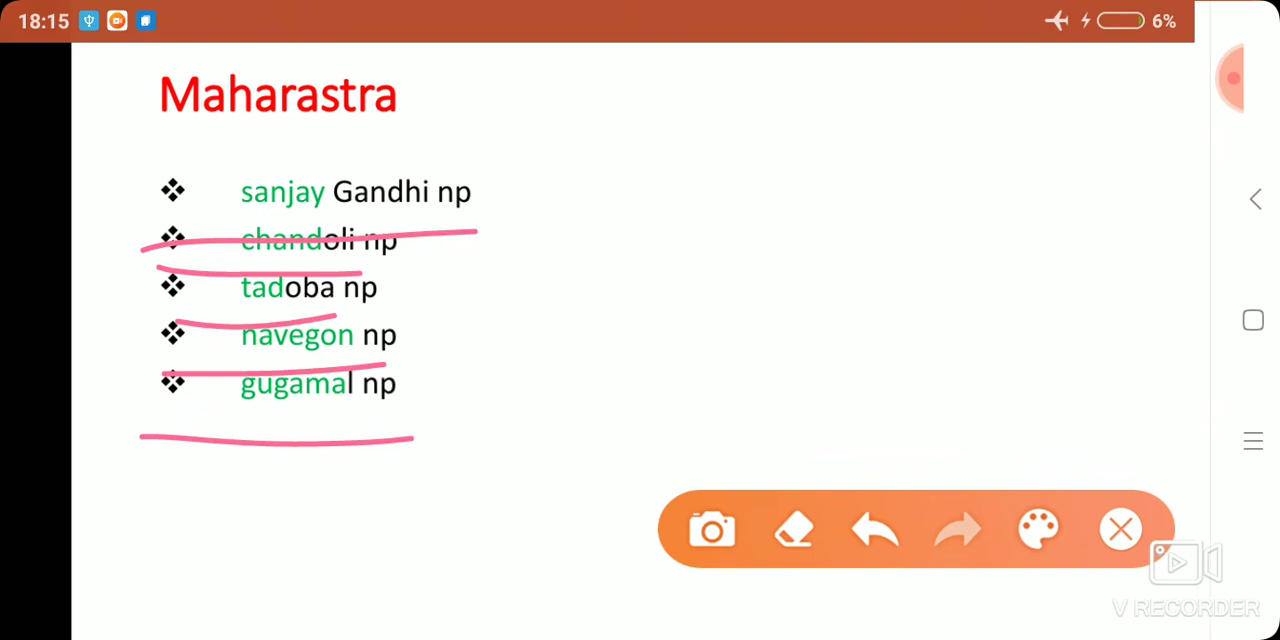 18:15
6%
Maharastra
❖ sanjay Gandhi np
❖ chandoli np
❖ tadoba np
❖ navegon np
❖ gugamal np
V RECORDER